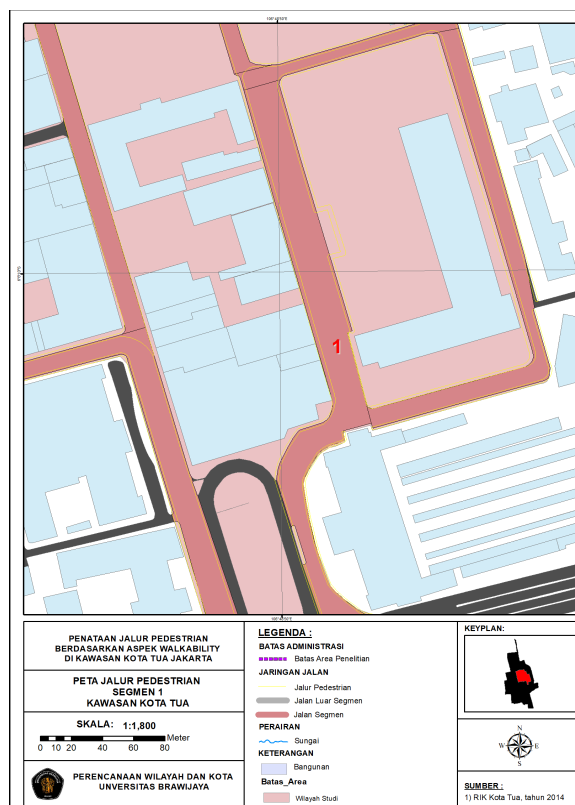 1
PENATAAN JALUR PEDESTRIAN
BERDASARKAN ASPEK WALKABILITY
DI KAWASAN KOTA TUA JAKARTA
PETA JALUR PEDESTRIAN
SEGMEN 1
KAWASAN KOTA TUA
SKALA: 1:1,800
Meter
0 10 20 40 60 80
PERENCANAAN WILAYAH DAN KOTA
UNVERSITAS BRAWIJAYA
LEGENDA :
BATAS ADMINISTRASI
Batas Area Penelitian
JARINGAN JALAN
Jalur Pedestrian
Jalan Luar Segmen
Jalan Segmen
PERAIRAN
Sungai
KETERANGAN
Bangunan
Batas_Area
Wilayah Studi
KEYPLAN:
N
W E
S
SUMBER :
1) RIK Kota Tua, tahun 2014